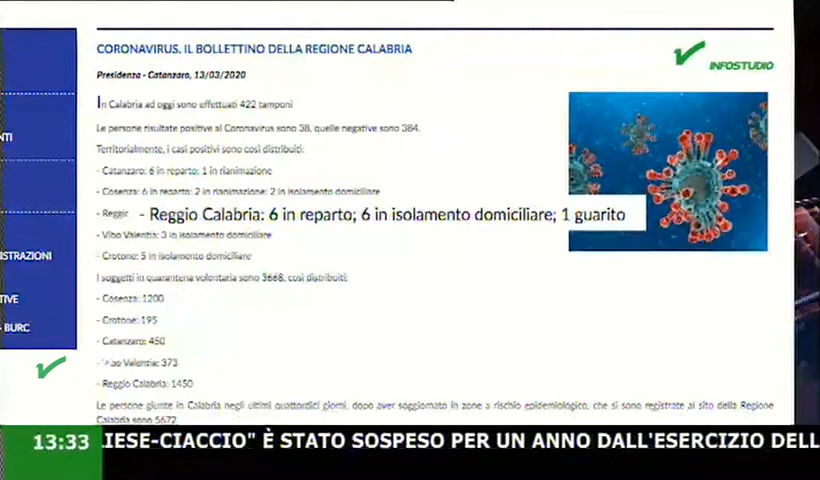 CORONAVIRUS. IL BOLLETTINO DELLA REGIONE CALABRIA
INFOSTUDIO
Presidenza - Catanzaro, 13/03/2020
In Calabria ad oggi sono effettuati 422 tamponi
Le persone risultate positive al Coronavirus sono 38, quelle negative sono 384.
Territorialmente, i casi positivi sono così distribuiti:
- Catanzaro: 6 in reparto; 1 in rianimazione
- Cosenza: 6 in reparto; 2 in rianimazione; 2 in isolamento domiciliare
- Reggio
- Reggio Calabria: 6 in reparto; 6 in isolamento domiciliare; 1 guarito
- Vibo Valentia: 3 in isolamento domiciliare
- Crotone: 5 in isolamento domiciliare
I soggetti in quarantena volontaria sono 3668, così distribuiti:
- Cosenza: 1200
- Crotone: 195
- Catanzaro: 450
- Vibo Valentia: 373
- Reggio Calabria: 1450
Le persone giunte in Calabria negli ultimi quattordici giorni, dopo aver soggiornato in zone a rischio epidemiologico, che si sono registrate al sito della Regione
Calabria sono 5672
NTI
ISTRAZIONI
TIVE
- BURC
13:33
LIESE-CIACCIO" È STATO SOSPESO PER UN ANNO DALL'ESERCIZIO DELL